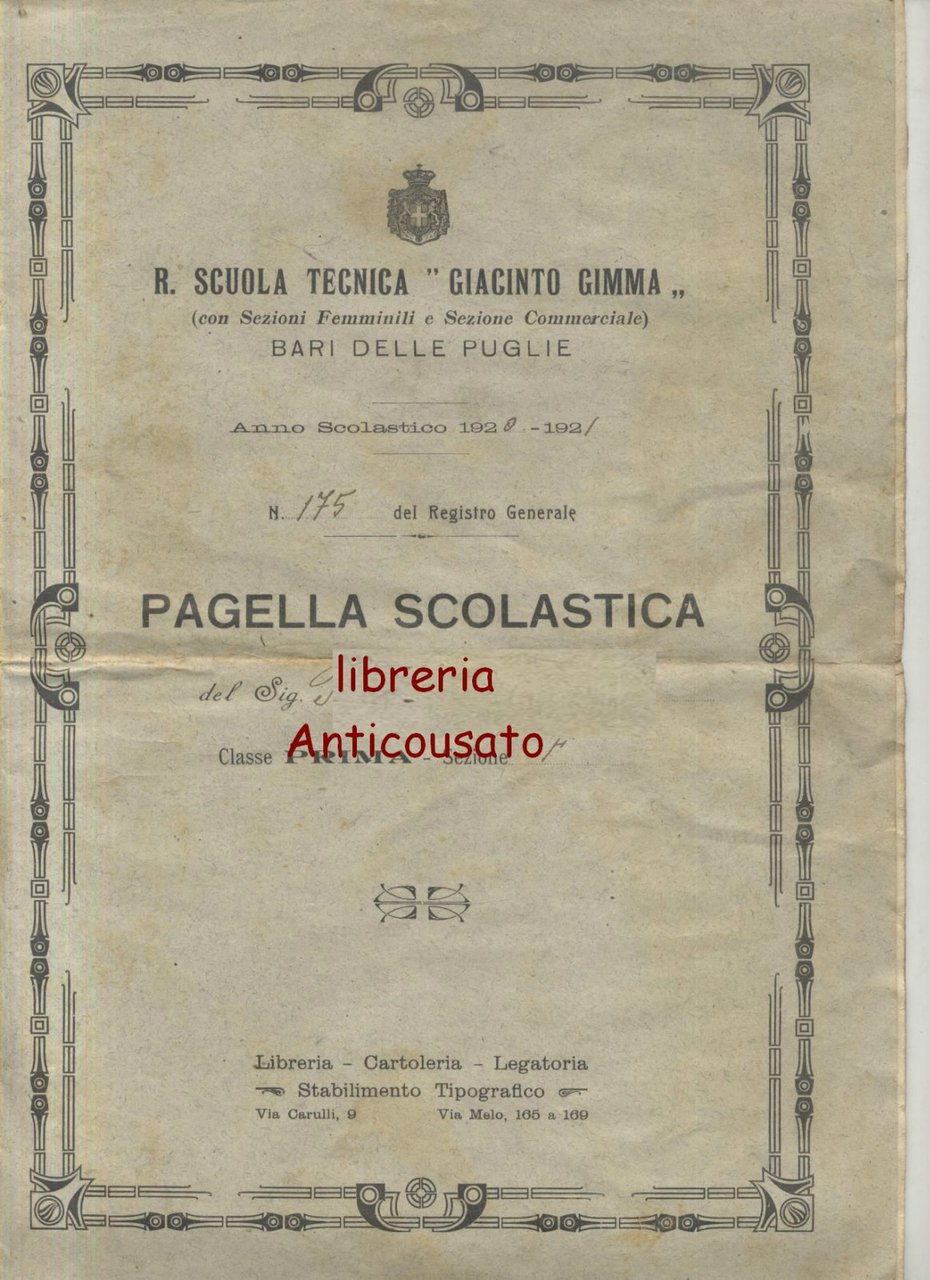 R. SCUOLA TECNICA " GIACINTO GIMMA „
(con Sezioni Femminili e Sezione Commerciale)
BARI DELLE PUGLIE
Anno Scolastico 1920-1921
N. 175 del Registro Generale
PAGELLA SCOLASTICA
libreria
del Sig.
Anticousato
Classe PRIMA - Sezione F
Libreria - Cartoleria - Legatoria
Stabilimento Tipografico
Via Carulli, 9 Via Melo, 165 a 169